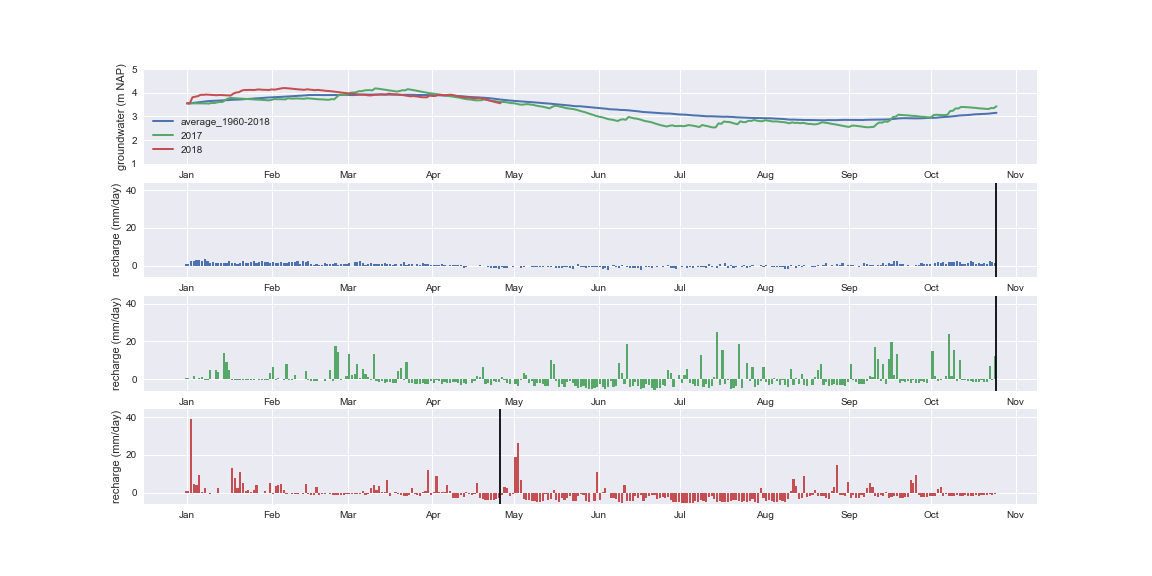 groundwater (m NAP)
5
4
3
2
1
average_1960-2018
2017
2018
Jan Feb Mar Apr May Jun Jul Aug Sep Oct Nov
recharge (mm/day)
40
20
0
Jan Feb Mar Apr May Jun Jul Aug Sep Oct Nov
recharge (mm/day)
40
20
0
Jan Feb Mar Apr May Jun Jul Aug Sep Oct Nov
recharge (mm/day)
40
20
0
Jan Feb Mar Apr May Jun Jul Aug Sep Oct Nov